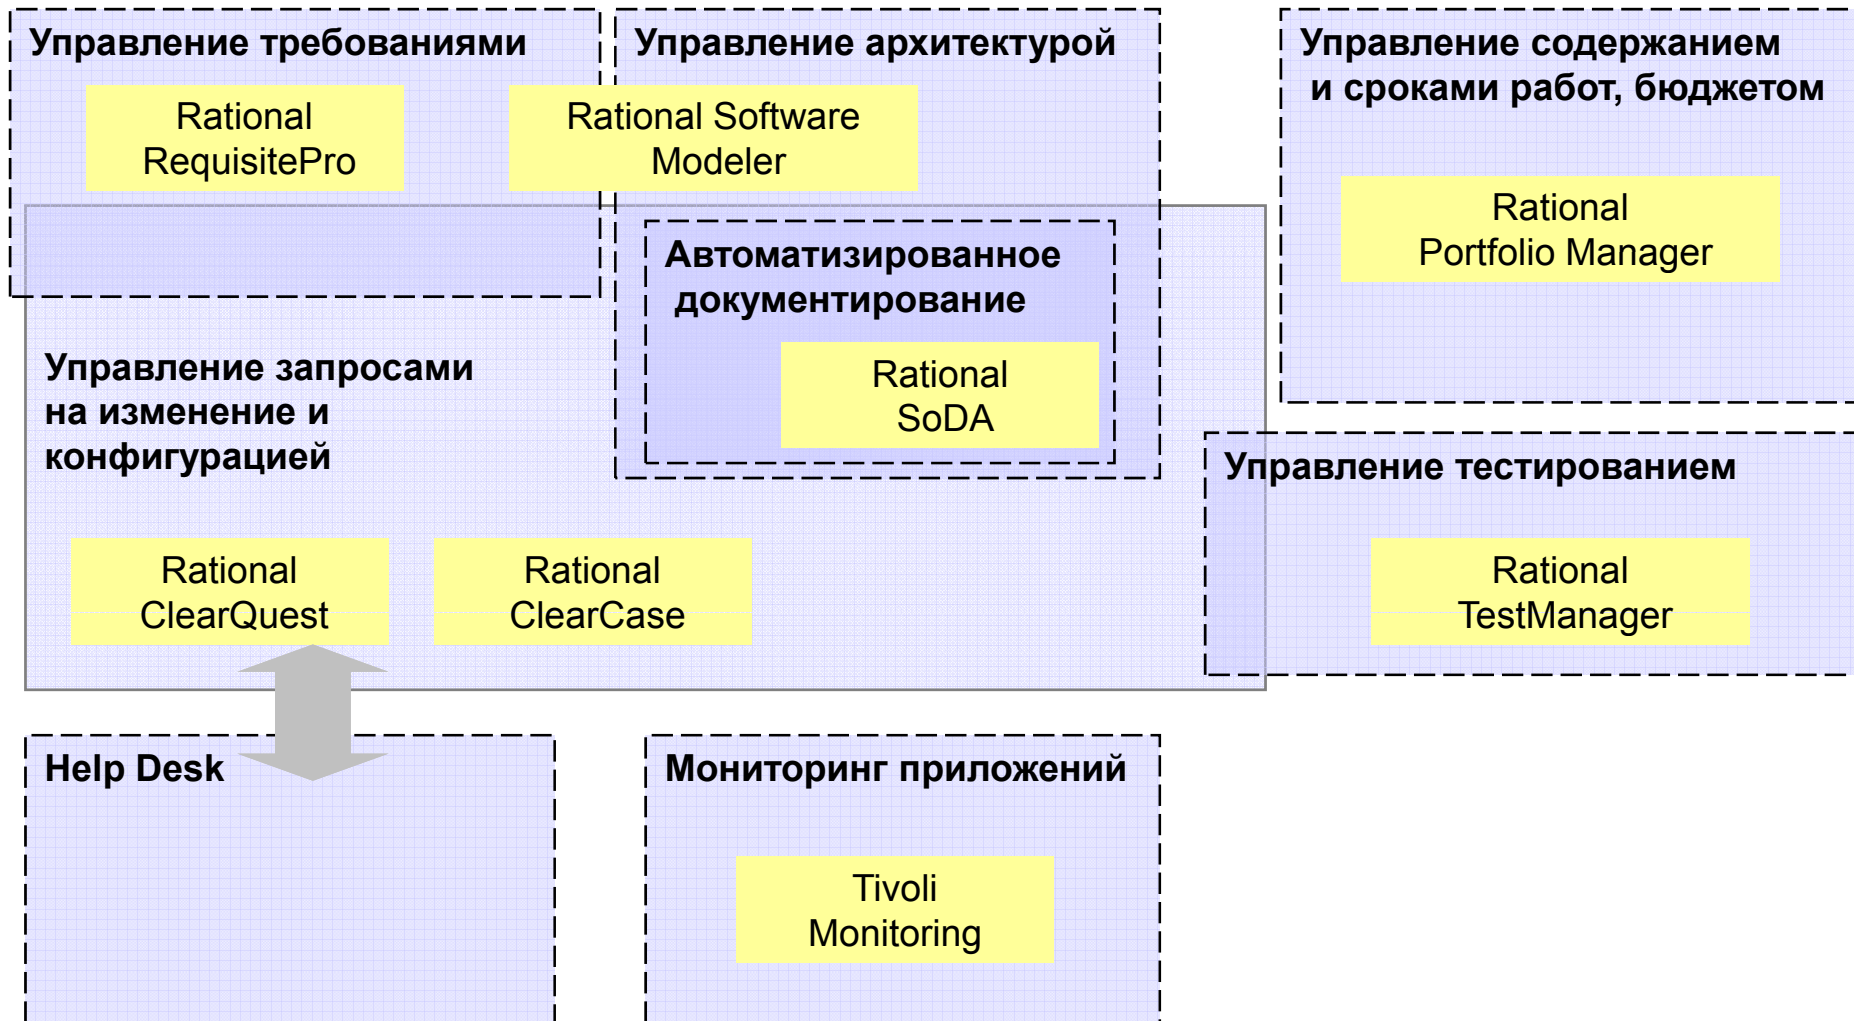 Управление требованиями
Rational
RequisitePro
Управление архитектурой
Rational Software
Modeler
Управление содержанием
и сроками работ, бюджетом
Rational
Portfolio Manager
Автоматизированное
документирование
Rational
SoDA
Управление запросами
на изменение и
конфигурацией
Rational
ClearQuest
Rational
ClearCase
Управление тестированием
Rational
TestManager
Help Desk
Мониторинг приложений
Tivoli
Monitoring